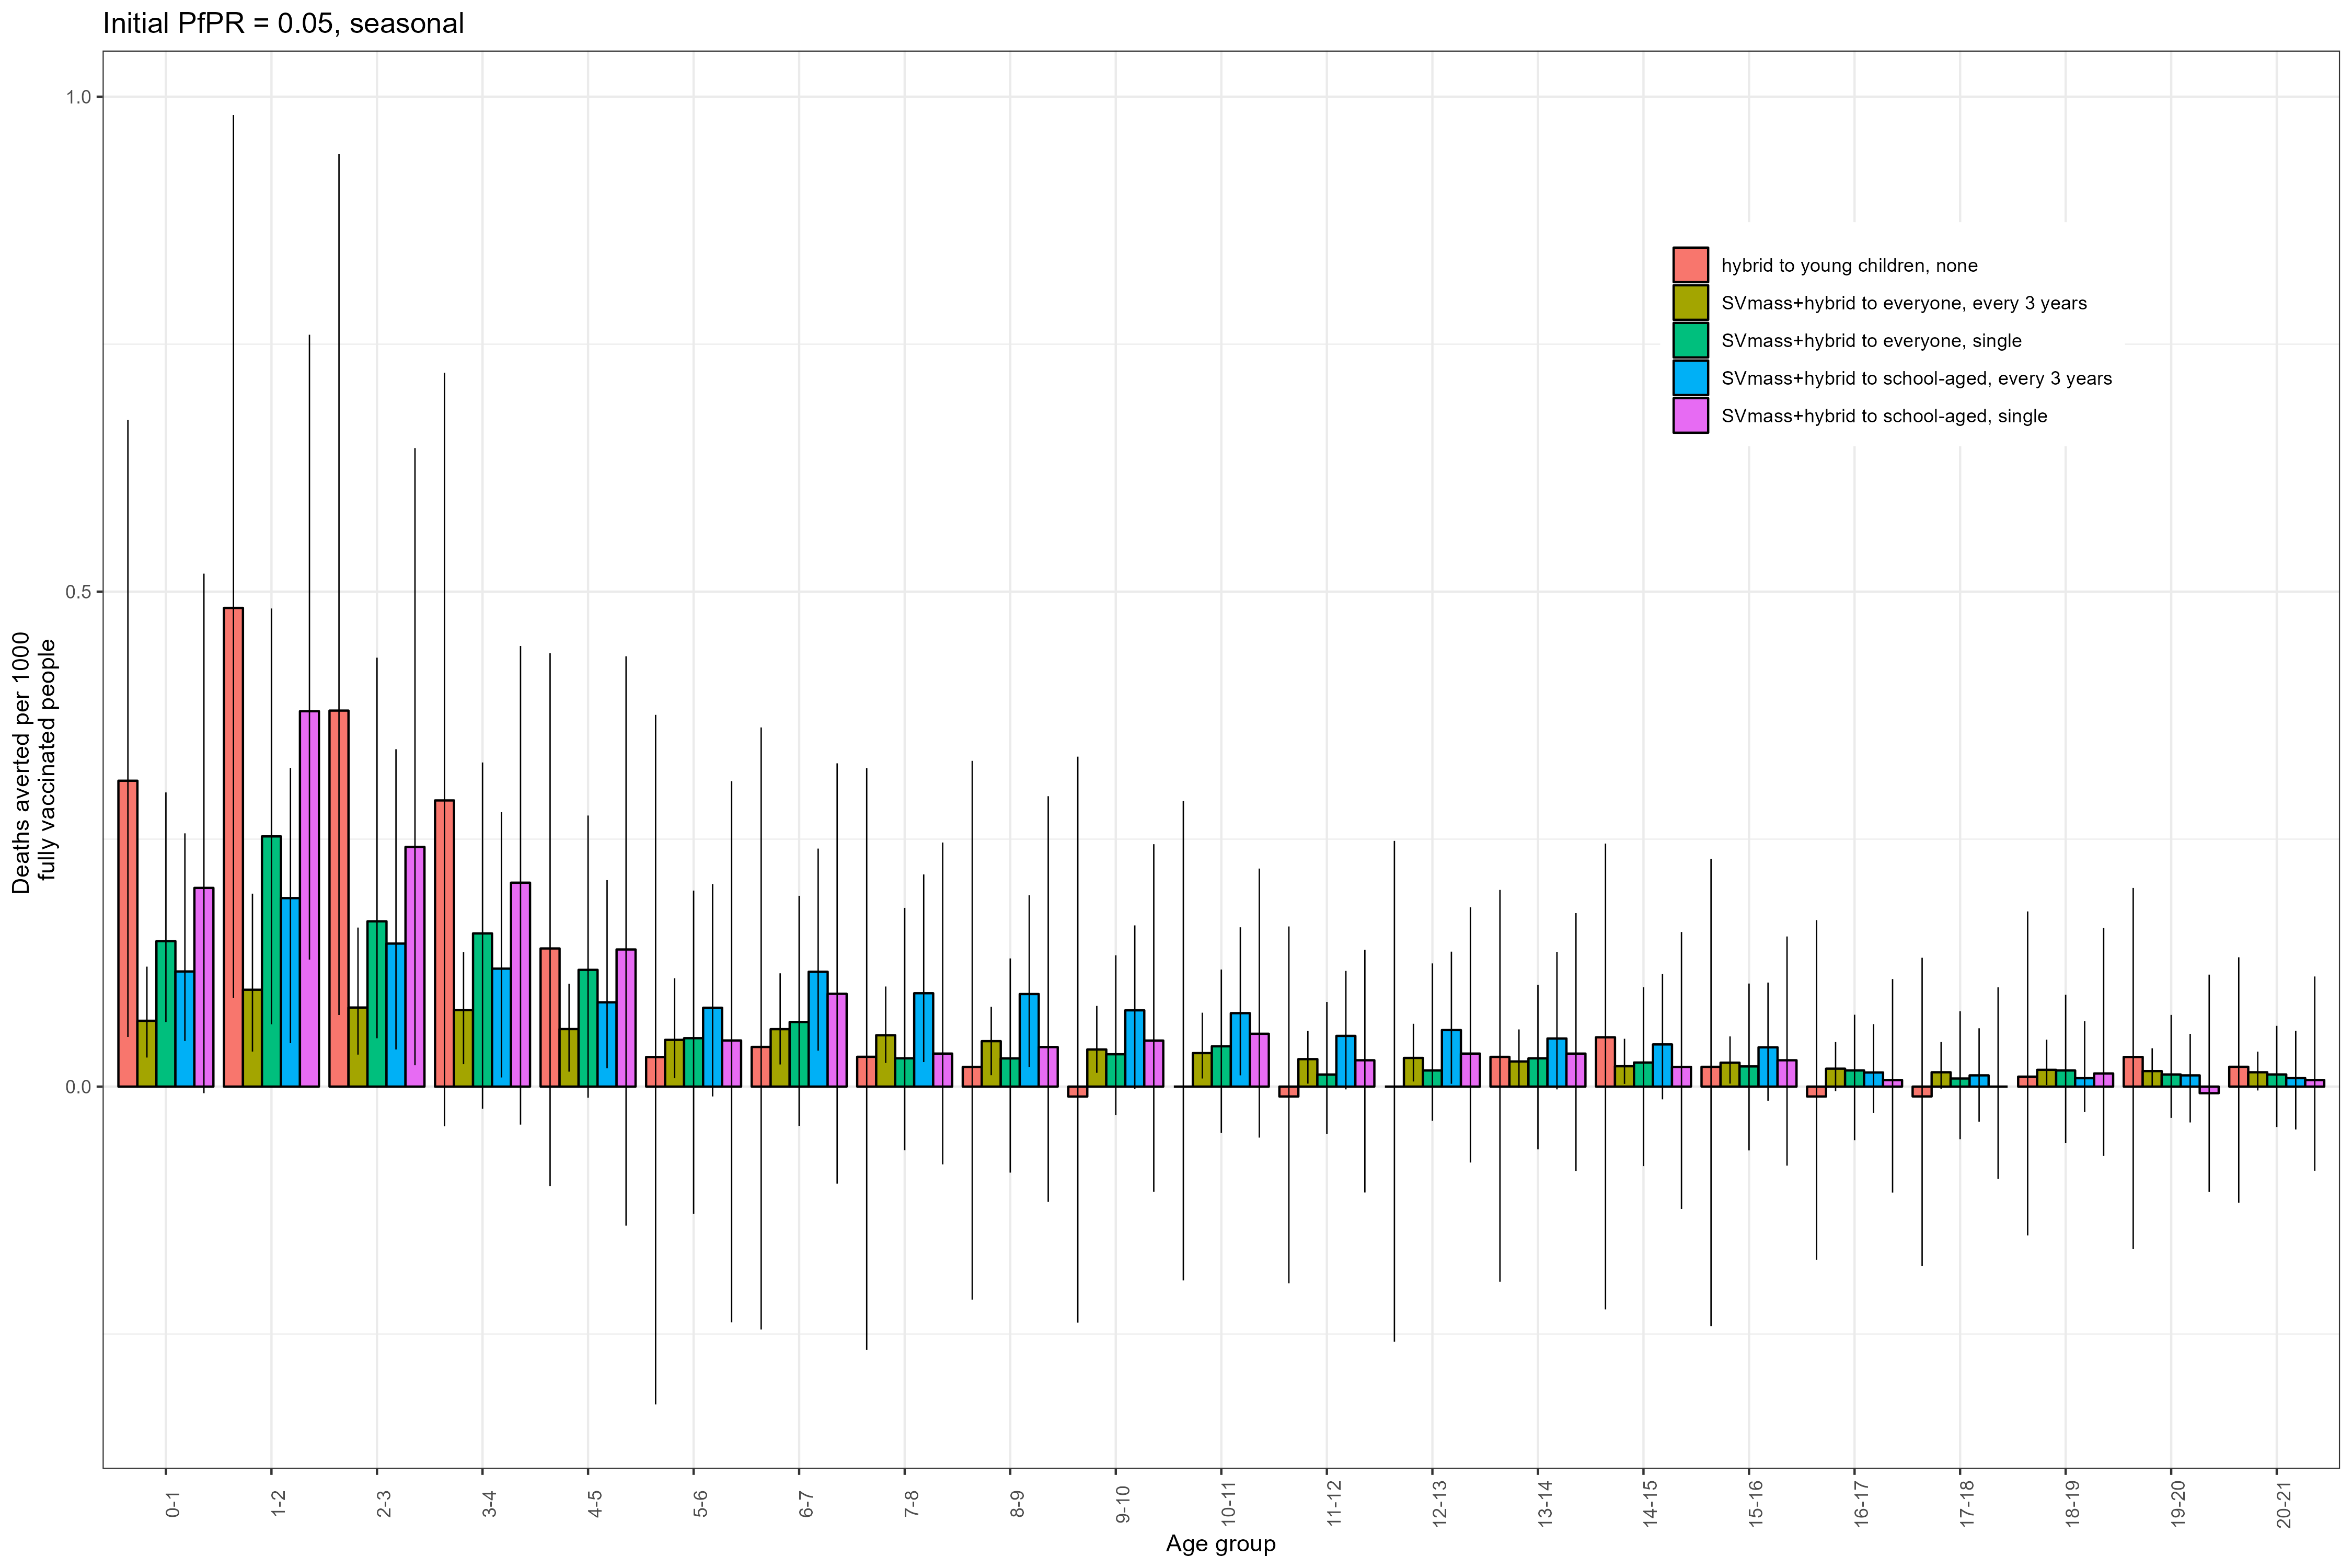 Initial PfPR = 0.05, seasonal
1.0
0.5
0.0
Deaths averted per 1000
fully vaccinated people
hybrid to young children, none
SVmass+hybrid to everyone, every 3 years
SVmass+hybrid to everyone, single
SVmass+hybrid to school-aged, every 3 years
SVmass+hybrid to school-aged, single
0-1
1-2
2-3
3-4
4-5
5-6
6-7
7-8
8-9
9-10
10-11
11-12
12-13
13-14
14-15
15-16
16-17
17-18
18-19
19-20
20-21
Age group